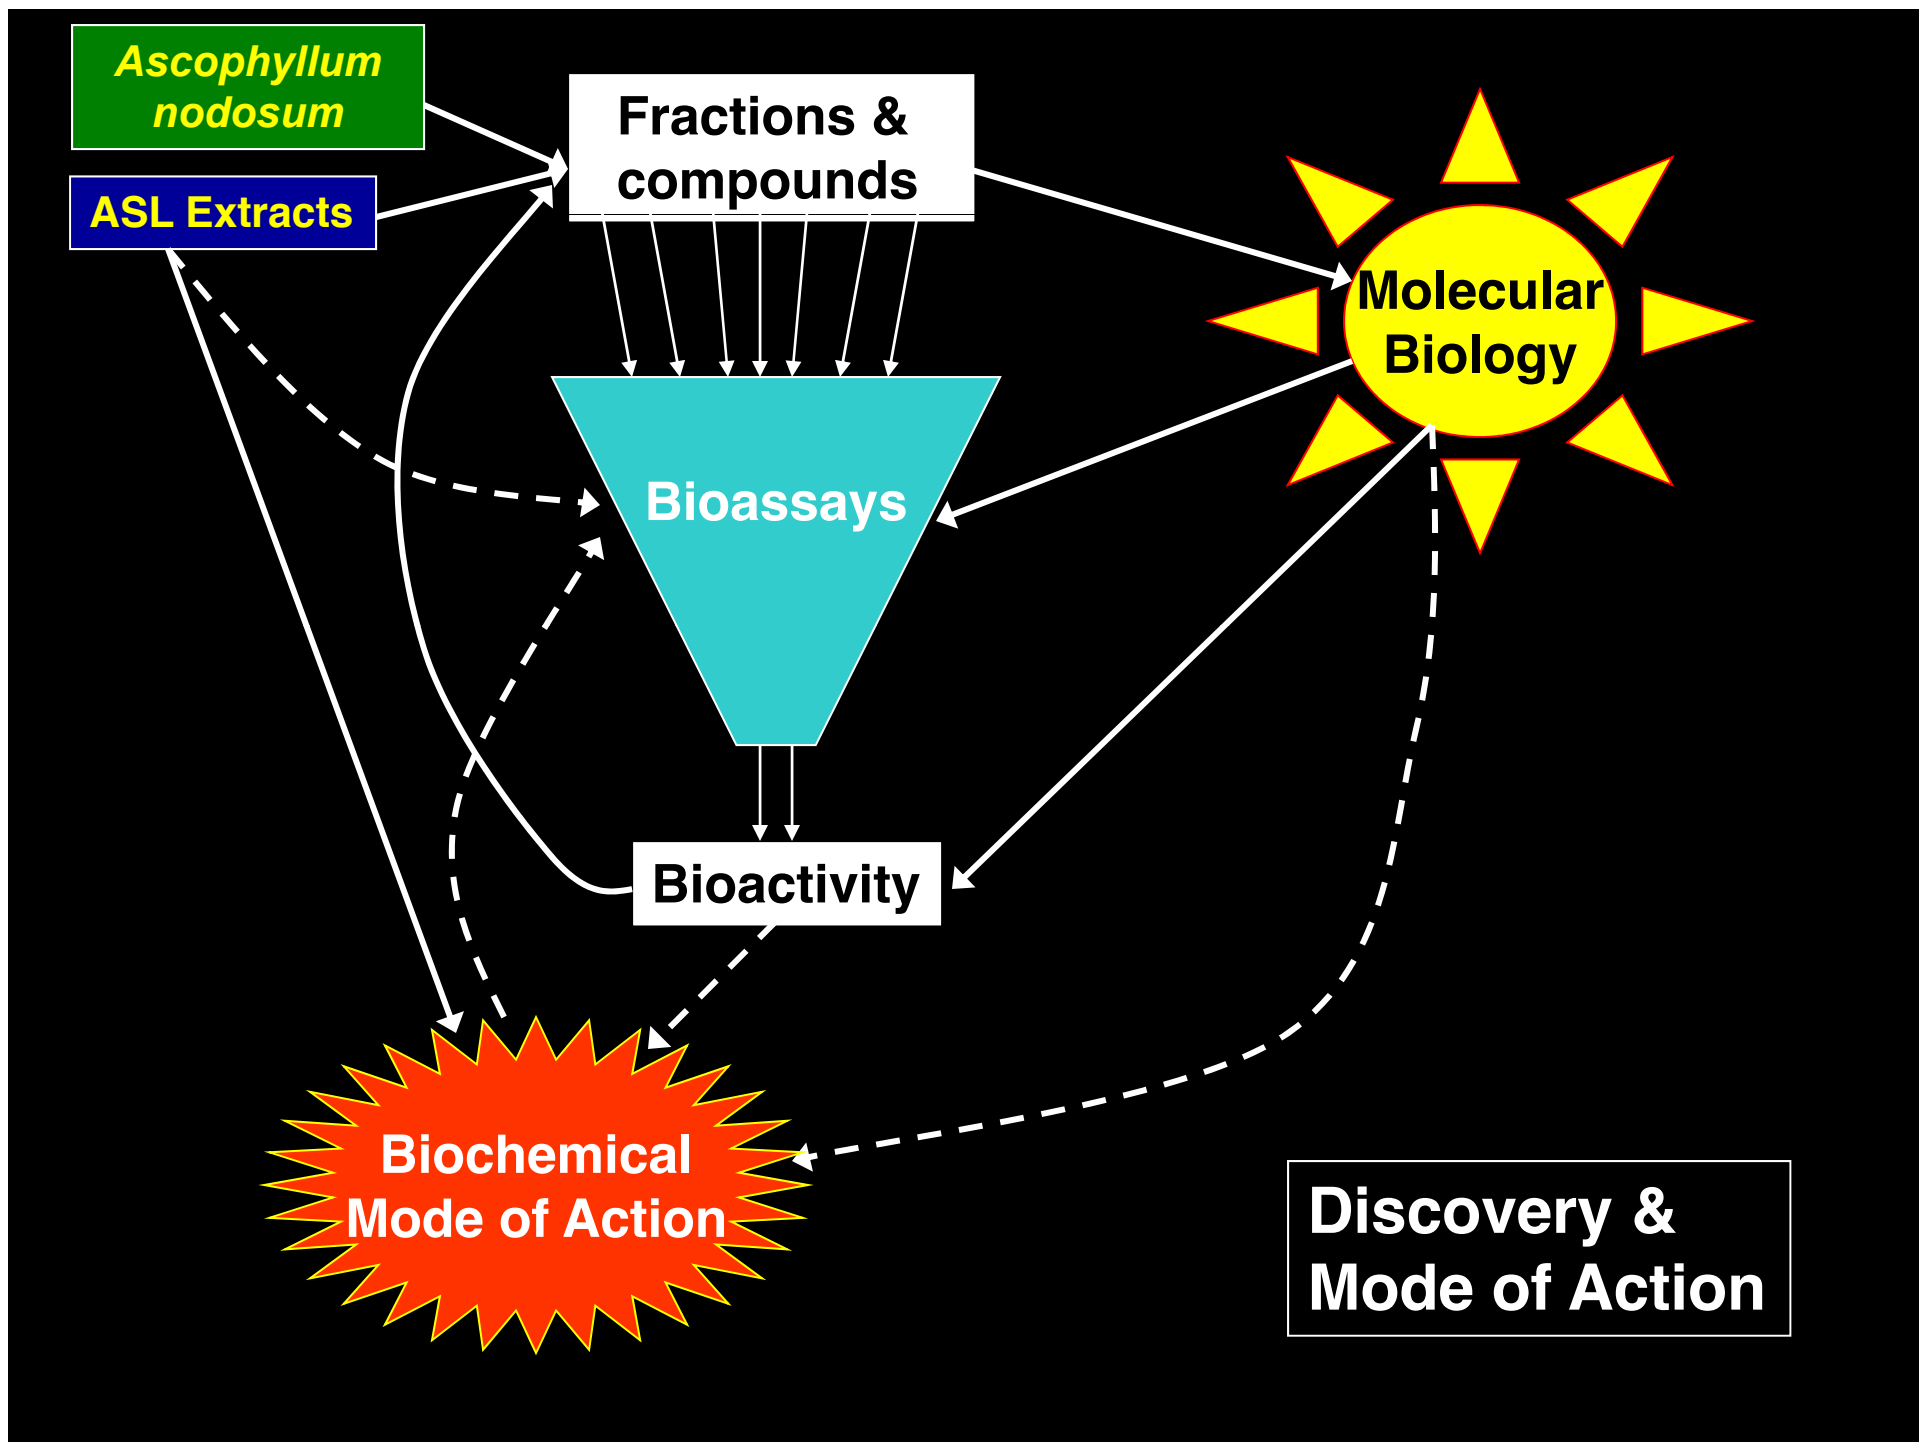 Ascophyllum
nodosum
ASL Extracts
Fractions &
compounds
Molecular
Biology
Bioassays
Bioactivity
Biochemical
Mode of Action
Discovery &
Mode of Action